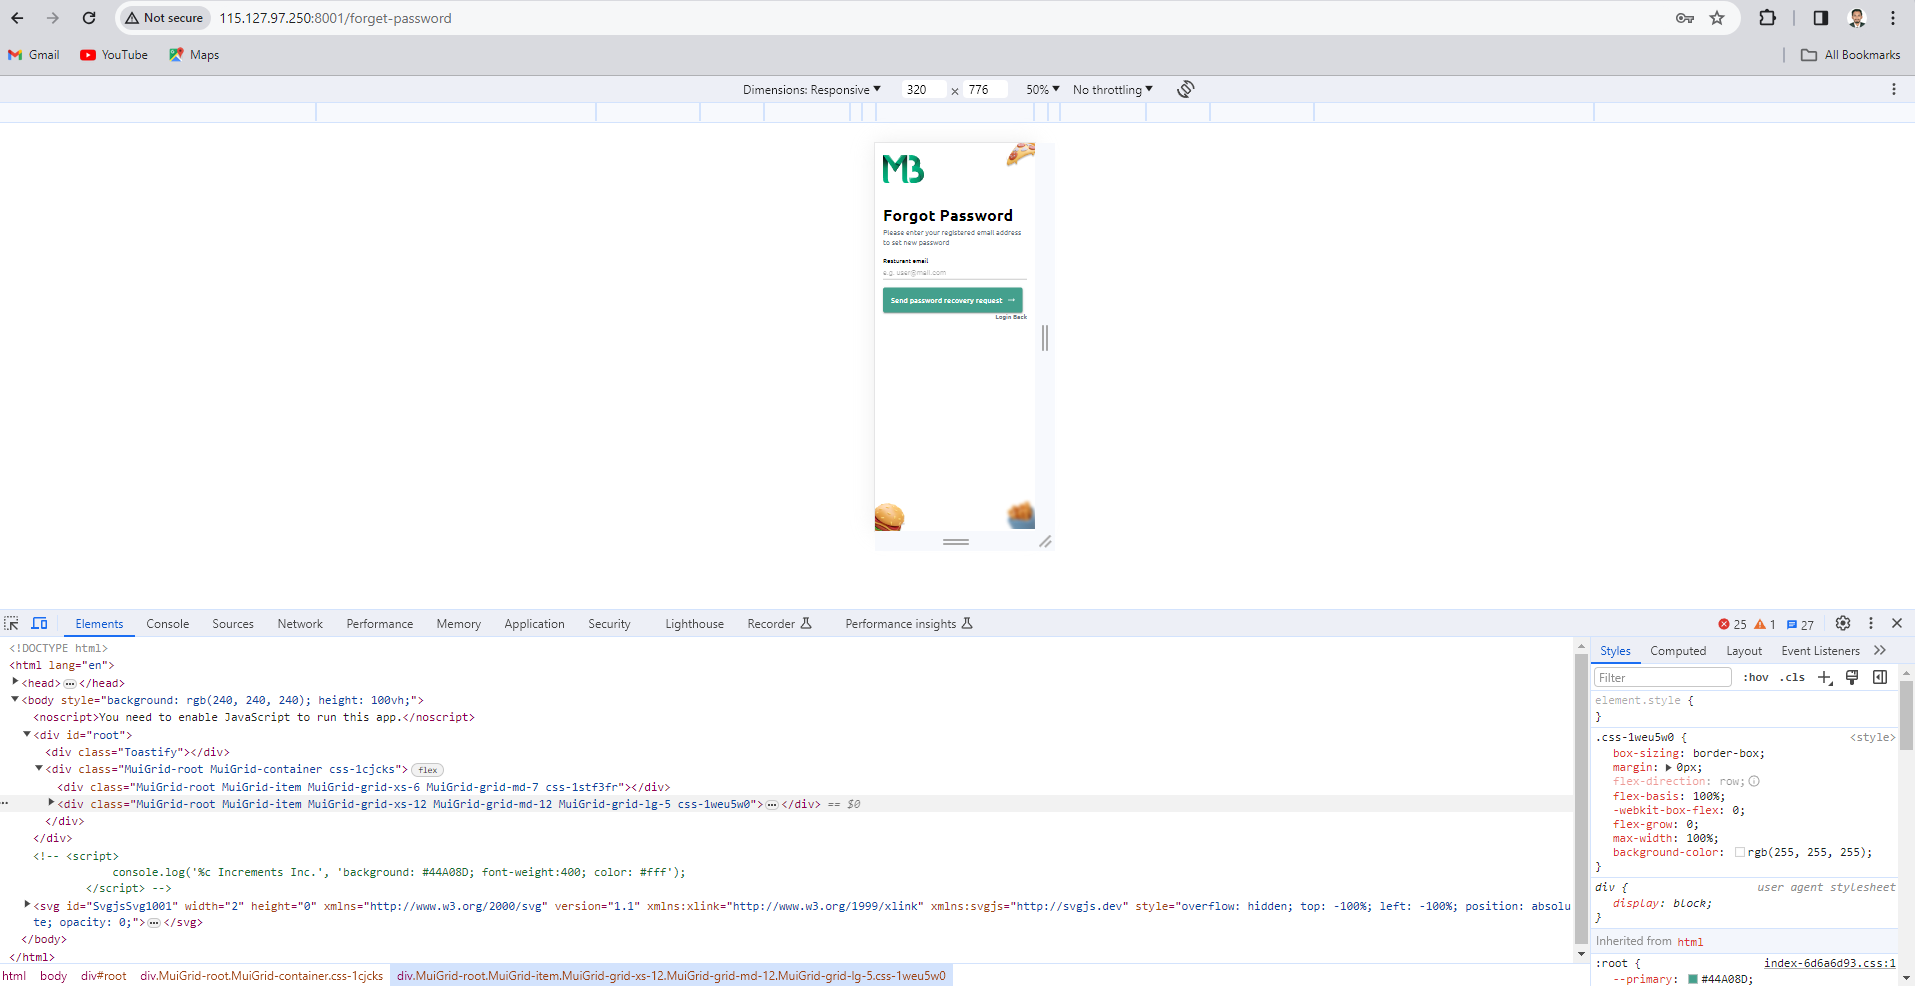 Not secure 115.127.97.250:8001/forget-password
Gmail YouTube Maps All Bookmarks
Dimensions: Responsive 320 x 776 50% No throttling
MB
Forgot Password
Please enter your registered email address
to set new password
Resturant email
e.g. user@mail.com
Send password recovery request →
Login Back
Elements Console Sources Network Performance Memory Application Security Lighthouse Recorder Performance insights 25 1 27
<!DOCTYPE html>
<html lang="en">
<head> ... </head>
<body style="background: rgb(240, 240, 240); height: 100vh;">
<noscript>You need to enable JavaScript to run this app.</noscript>
<div id="root">
<div class="Toastify"></div>
<div class="MuiGrid-root MuiGrid-container css-1cjcks"> flex
<div class="MuiGrid-root MuiGrid-item MuiGrid-grid-xs-6 MuiGrid-grid-md-7 css-1stf3fr"></div>
<div class="MuiGrid-root MuiGrid-item MuiGrid-grid-xs-12 MuiGrid-grid-md-12 MuiGrid-grid-lg-5 css-1weu5w0"> ... </div> == $0
</div>
</div>
<!-- <script>
console.log('%c Increments Inc.', 'background: #44A08D; font-weight:400; color: #fff');
</script> -->
<svg id="SvgjsSvg1001" width="2" height="0" xmlns="http://www.w3.org/2000/svg" version="1.1" xmlns:xlink="http://www.w3.org/1999/xlink" xmlns:svgjs="http://svgjs.dev" style="overflow: hidden; top: -100%; left: -100%; position: absolu
te; opacity: 0;"> ... </svg>
</body>
</html>
html body div#root div.MuiGrid-root.MuiGrid-container.css-1cjcks div.MuiGrid-root.MuiGrid-item.MuiGrid-grid-xs-12.MuiGrid-grid-md-12.MuiGrid-grid-lg-5.css-1weu5w0
Styles Computed Layout Event Listeners
Filter :hov .cls
element.style {
}
.css-1weu5w0 { <style>
box-sizing: border-box;
margin: 0px;
flex-direction: row;
flex-basis: 100%;
-webkit-box-flex: 0;
flex-grow: 0;
max-width: 100%;
background-color: rgb(255, 255, 255);
}
div { user agent stylesheet
display: block;
}
Inherited from html
:root { index-6d6a6d93.css:1
--primary: #44A08D;